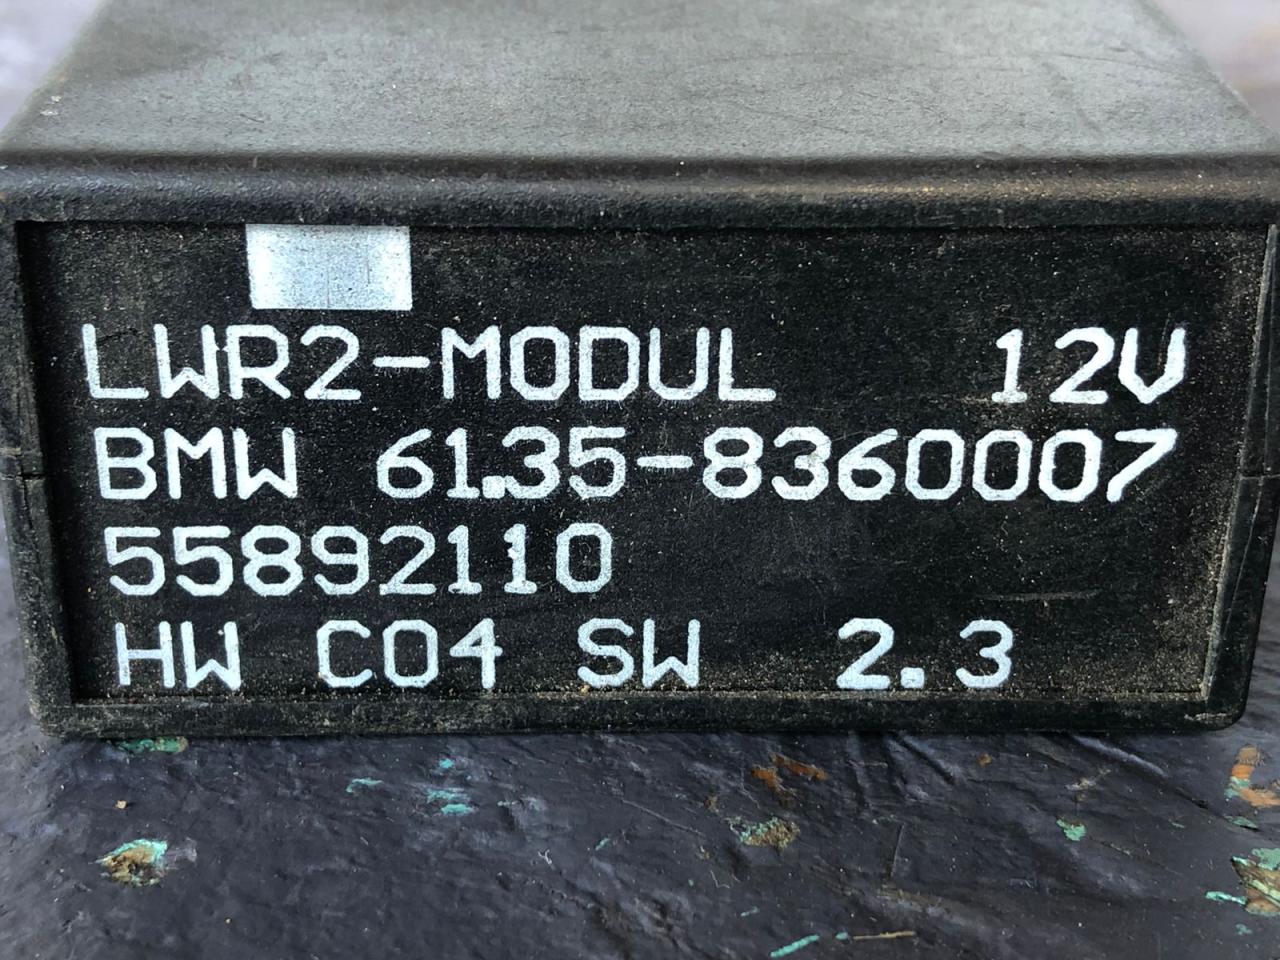 LWR2-MODUL 12V
BMW 61.35-8360007
55892110
HW C04 SW 2.3